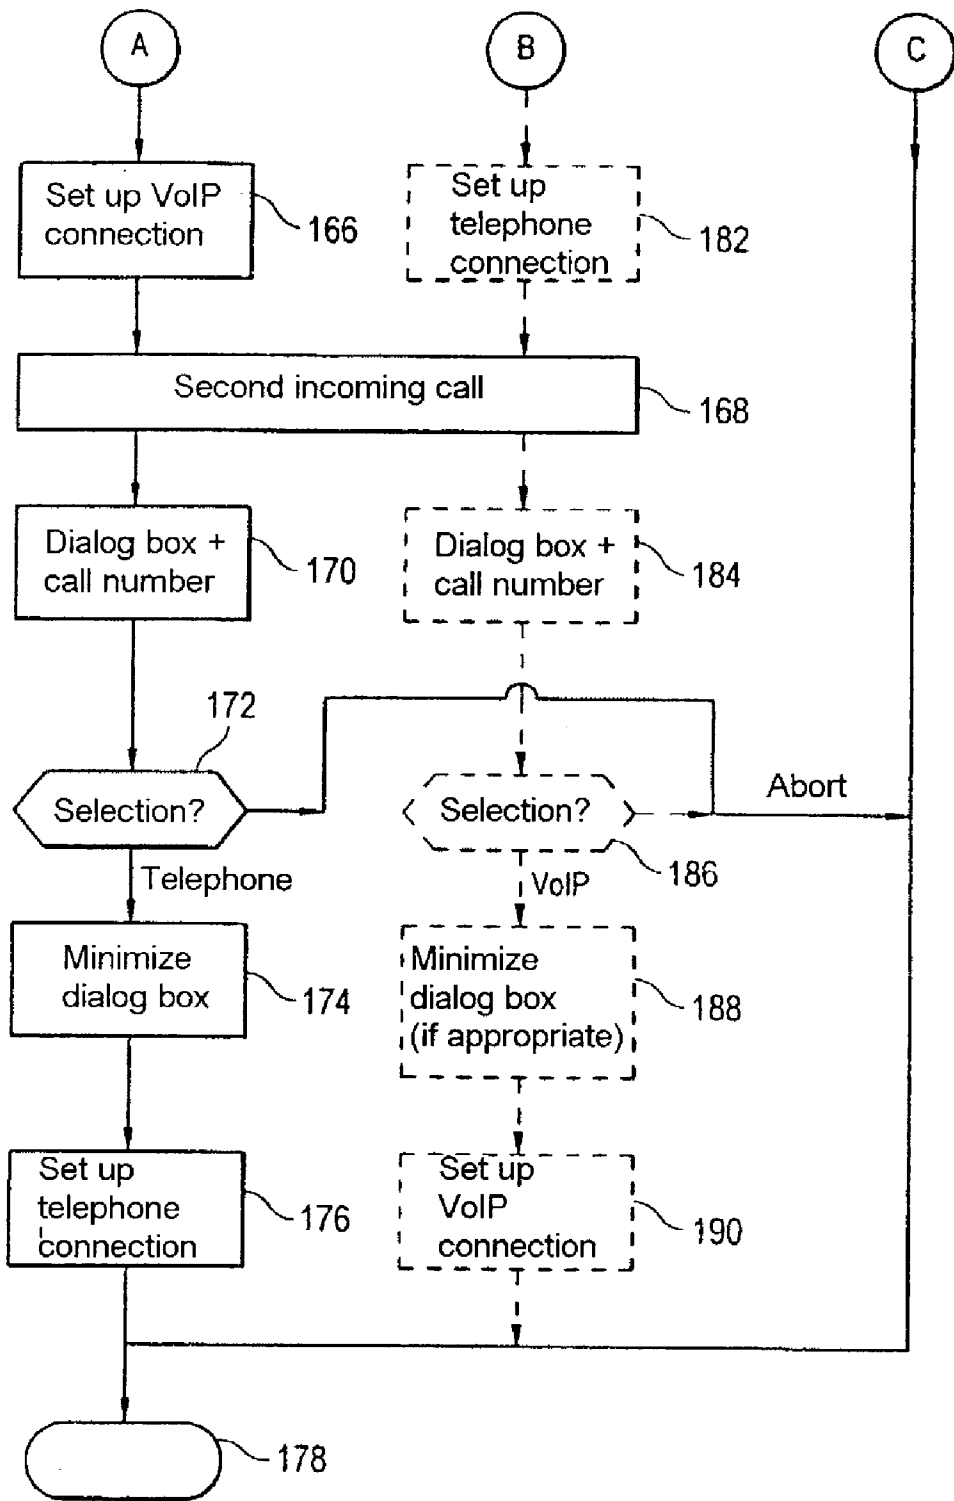 A
B
C
Set up VoIP
connection
166
Set up
telephone
connection
182
Second incoming call
168
Dialog box +
call number
170
Dialog box +
call number
184
172
Selection?
Selection?
Abort
186
Telephone
VoIP
Minimize
dialog box
174
Minimize
dialog box
(if appropriate)
188
Set up
telephone
connection
176
Set up
VoIP
connection
190
178